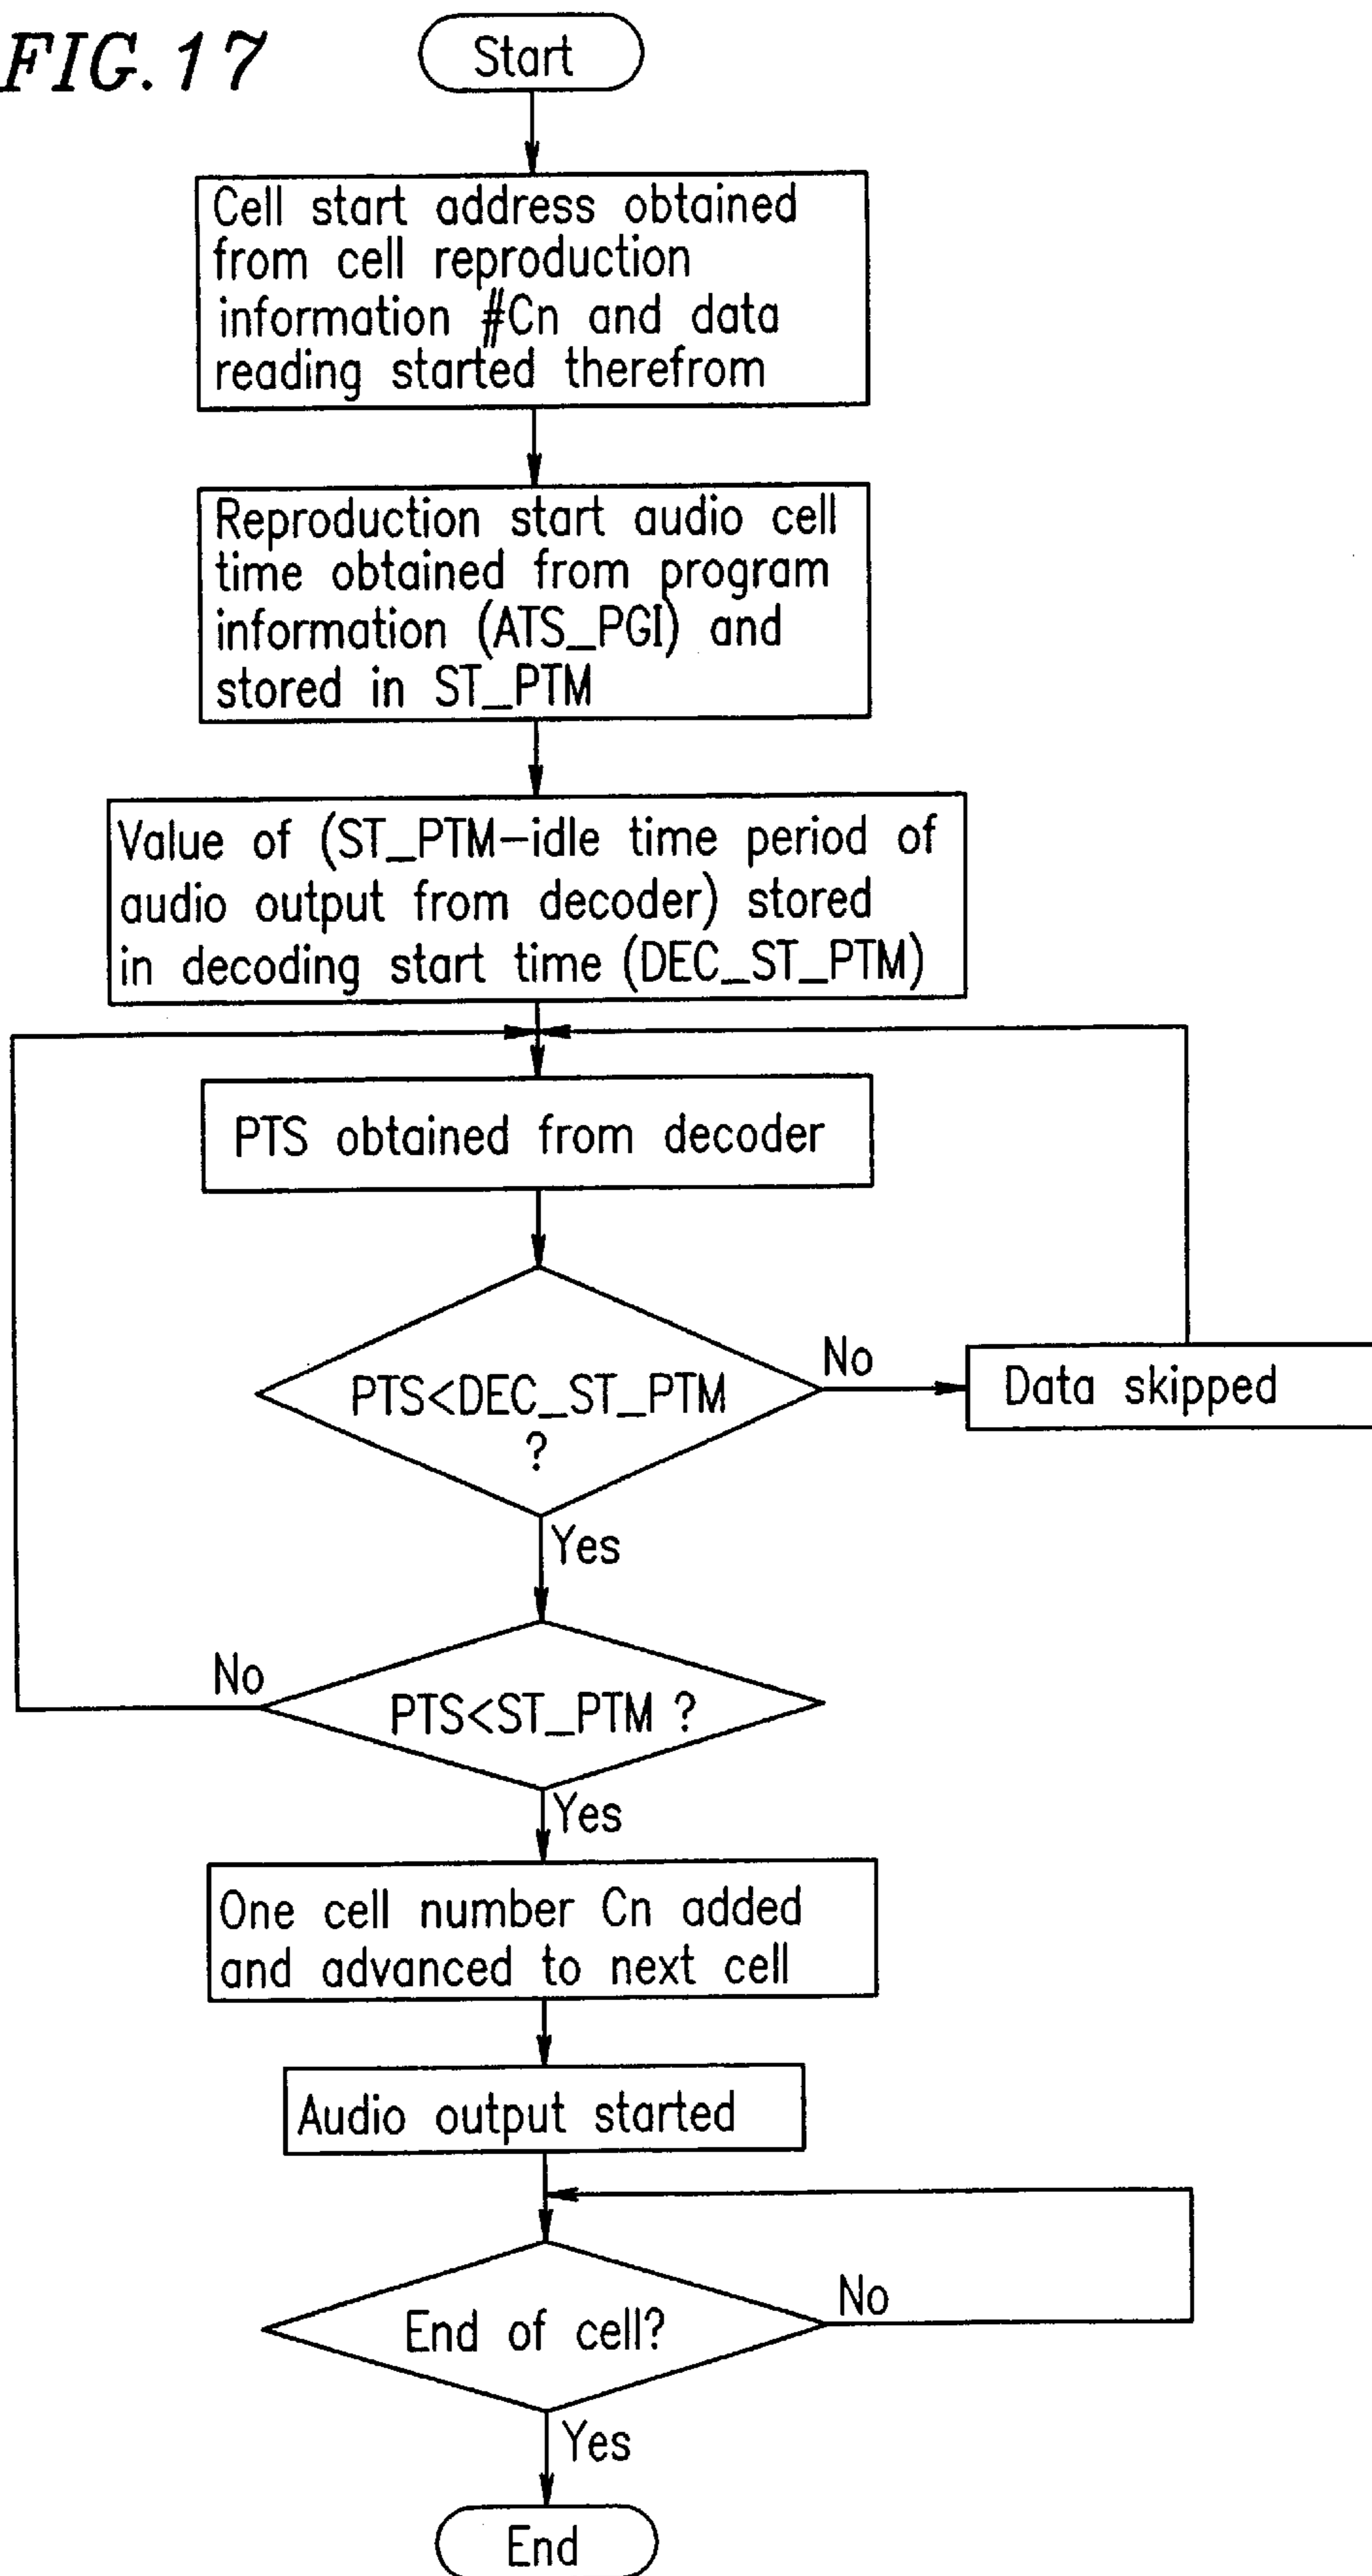 FIG. 17
Start
Cell start address obtained
from cell reproduction
information #Cn and data
reading started therefrom
Reproduction start audio cell
time obtained from program
information (ATS_PGI) and
stored in ST_PTM
Value of (ST_PTM-idle time period of
audio output from decoder) stored
in decoding start time (DEC_ST_PTM)
PTS obtained from decoder
PTS<DEC_ST_PTM
?
No
Data skipped
Yes
PTS<ST_PTM ?
No
Yes
One cell number Cn added
and advanced to next cell
Audio output started
End of cell?
No
Yes
End